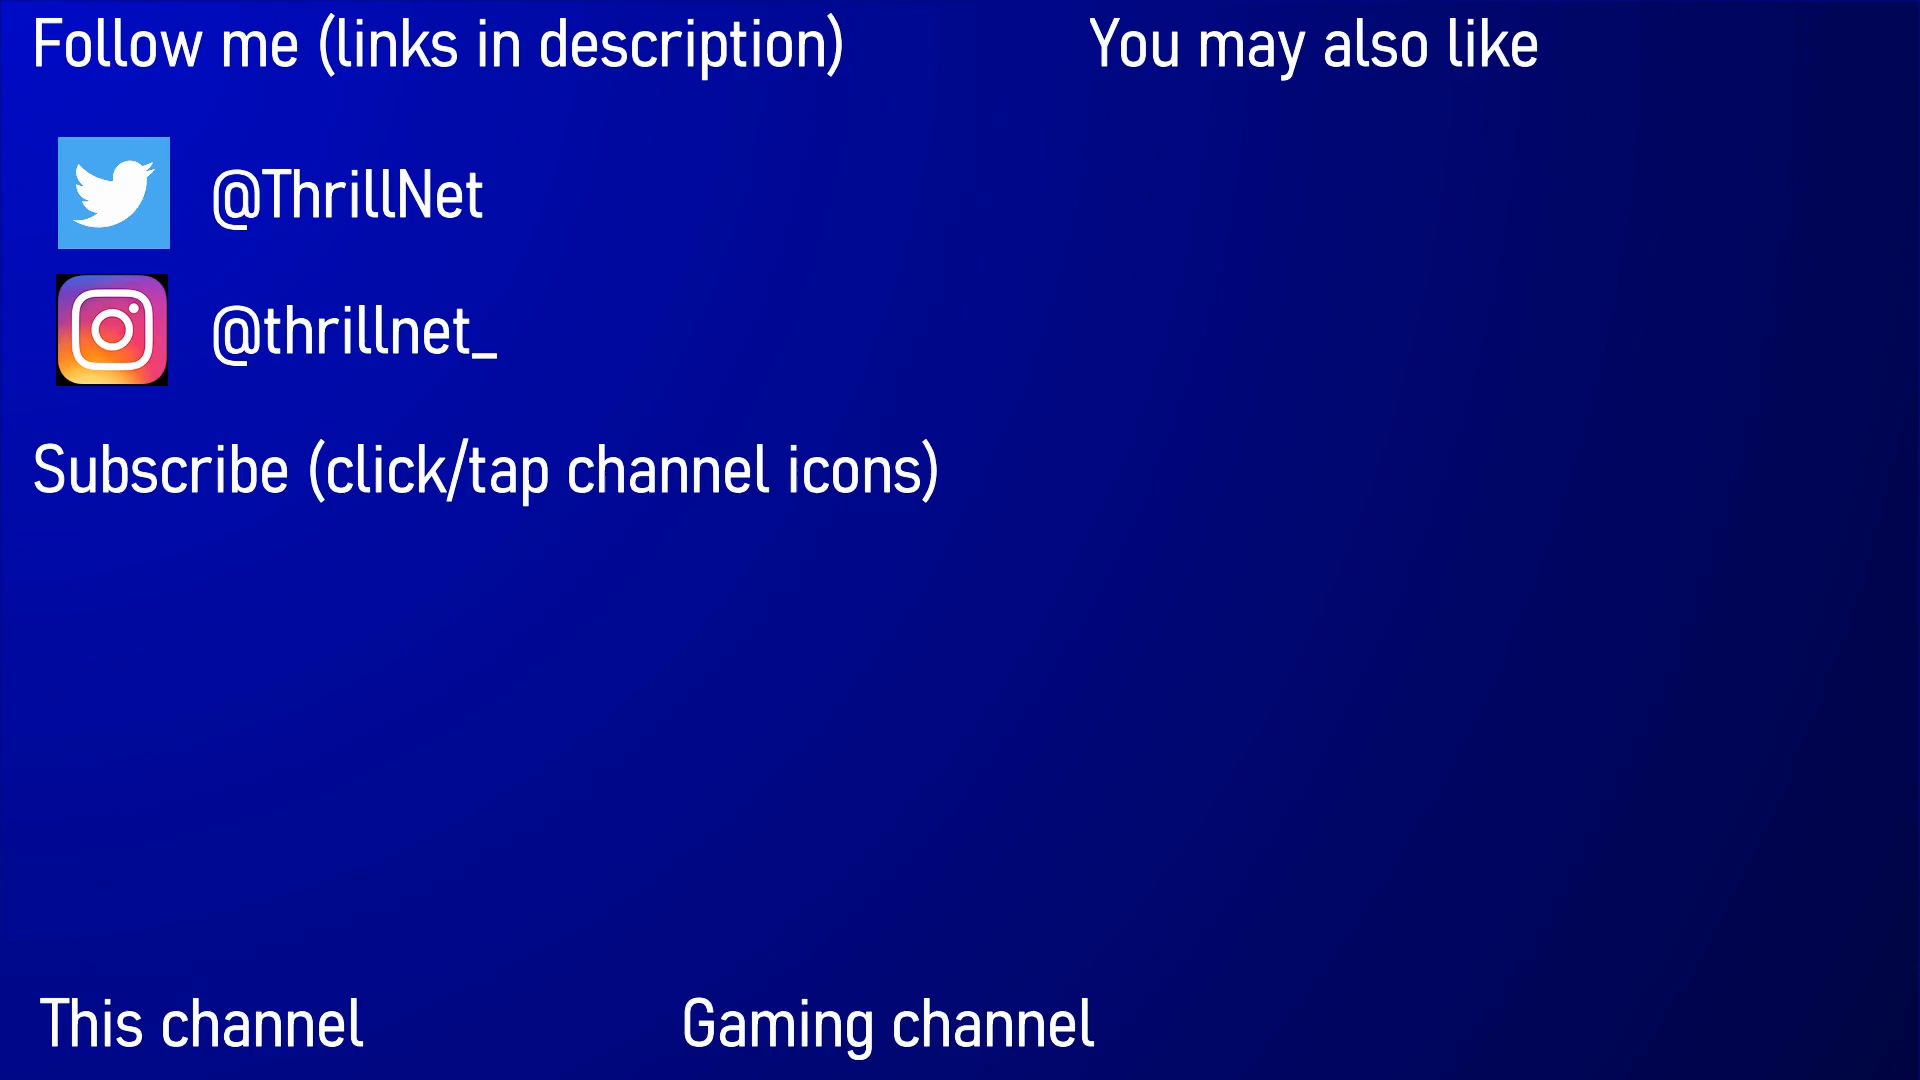 Follow me (links in description)
@ThrillNet
@thrillnet_
Subscribe (click/tap channel icons)
You may also like
This channel
Gaming channel